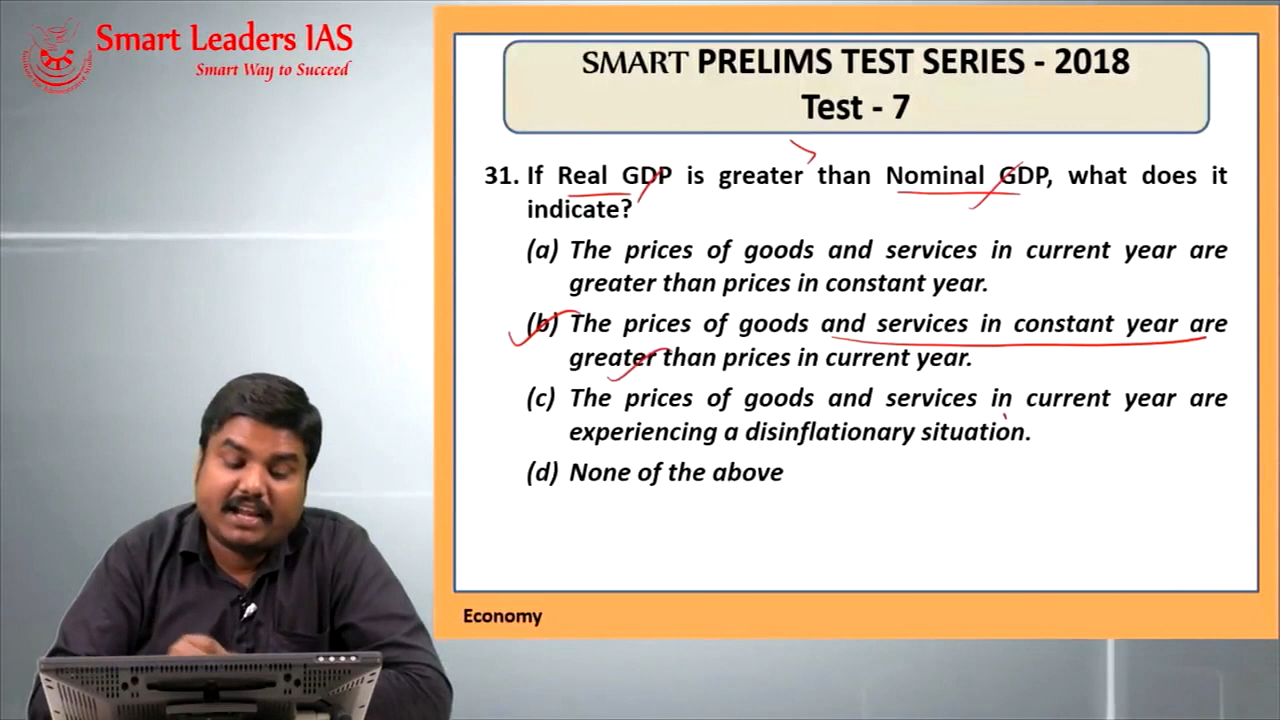 Smart Leaders IAS
Smart Way to Succeed
SMART PRELIMS TEST SERIES - 2018
Test - 7
31. If Real GDP is greater than Nominal GDP, what does it
indicate?
(a) The prices of goods and services in current year are
greater than prices in constant year.
(b) The prices of goods and services in constant year are
greater than prices in current year.
(c) The prices of goods and services in current year are
experiencing a disinflationary situation.
(d) None of the above
Economy